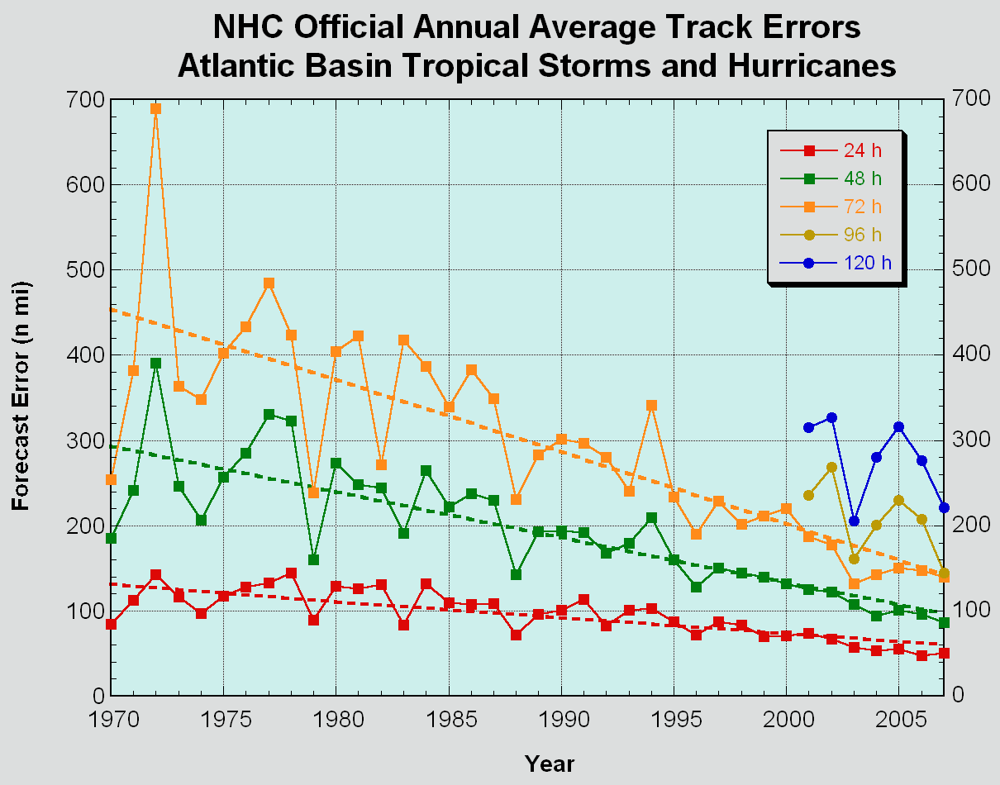 NHC Official Annual Average Track Errors
Atlantic Basin Tropical Storms and Hurricanes
700
600
500
400
300
200
100
0
Forecast Error (n mi)
24 h
48 h
72 h
96 h
120 h
700
600
500
400
300
200
100
0
1970 1975 1980 1985 1990 1995 2000 2005
Year